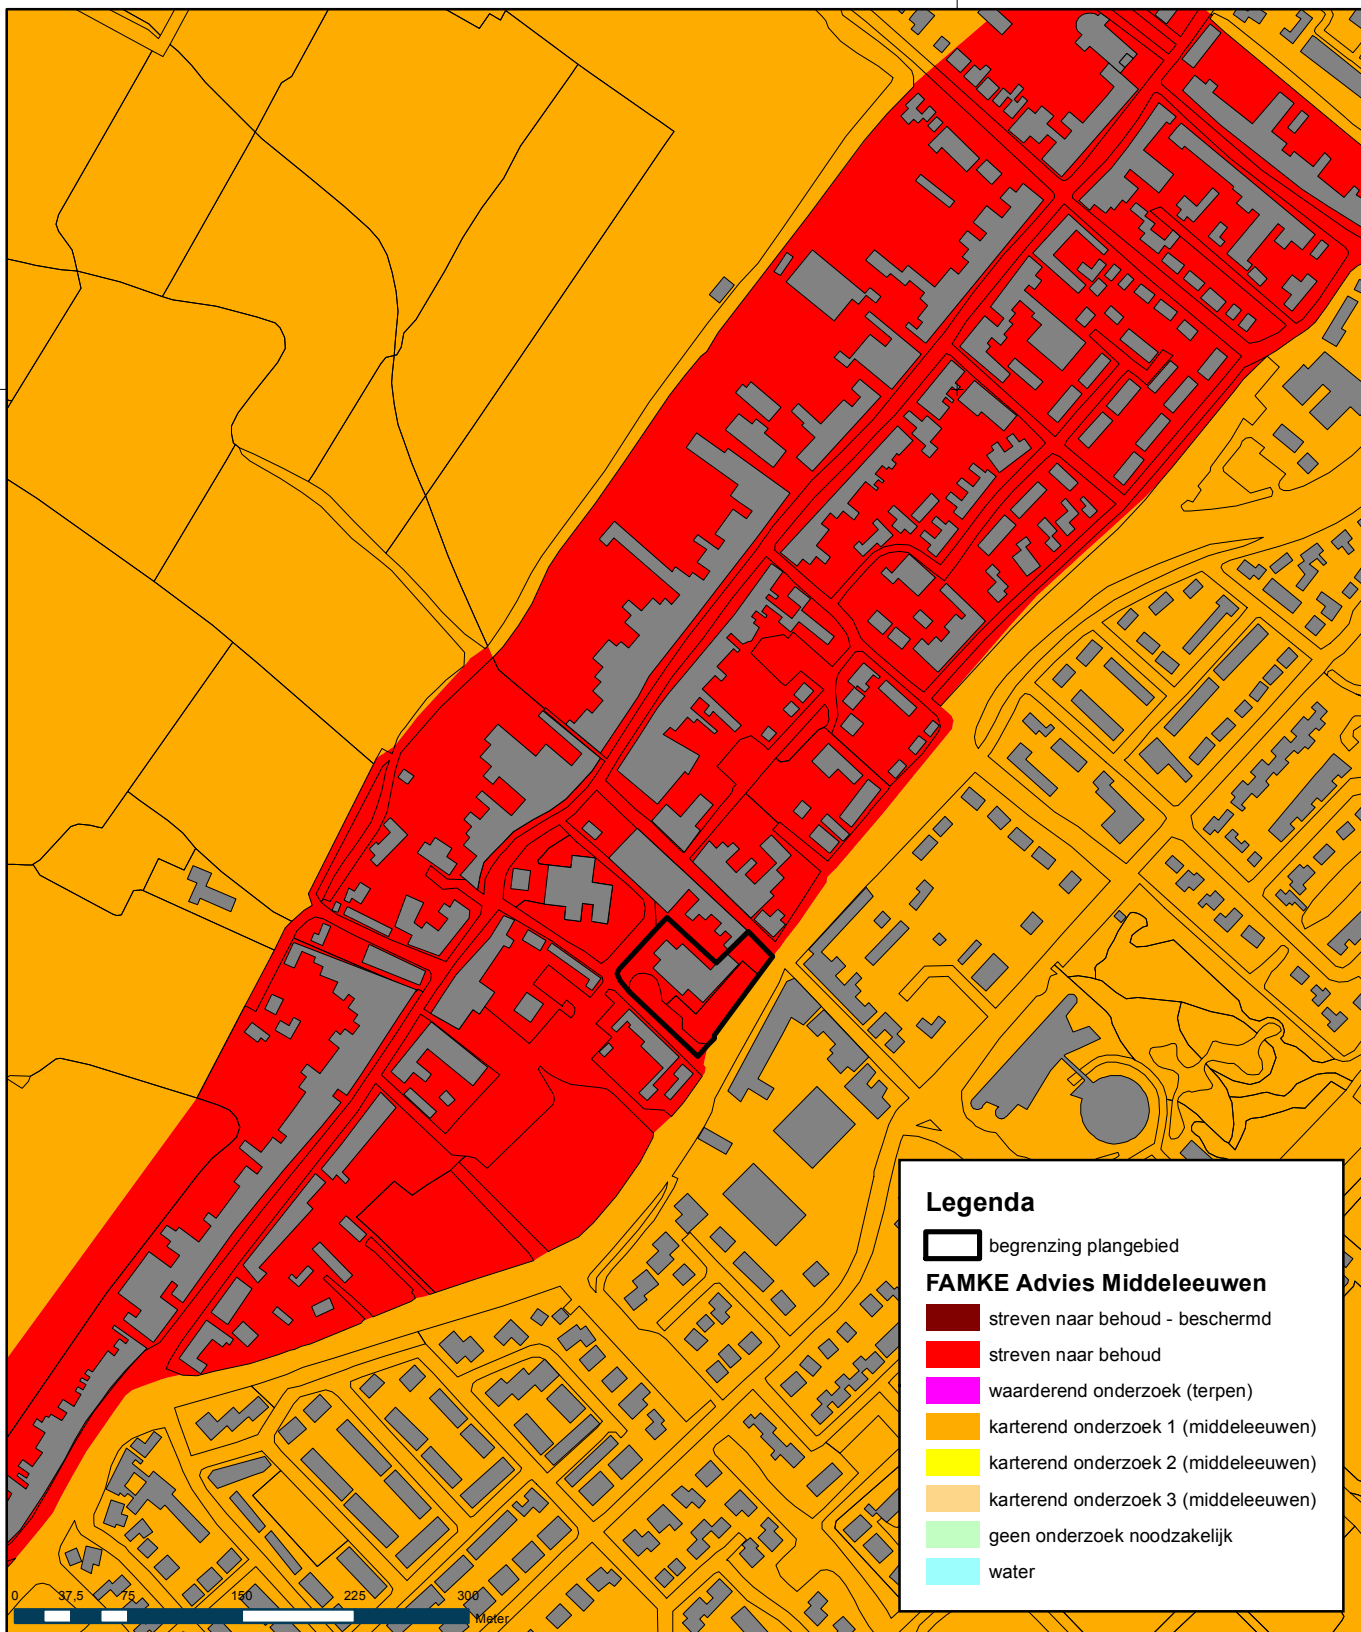 Legenda
begrenzing plangebied
FAMKE Advies Middeleeuwen
streven naar behoud - beschermd
streven naar behoud
waarderend onderzoek (terpen)
karterend onderzoek 1 (middeleeuwen)
karterend onderzoek 2 (middeleeuwen)
karterend onderzoek 3 (middeleeuwen)
geen onderzoek noodzakelijk
water
0 37,5 75 150 225 300
Meter